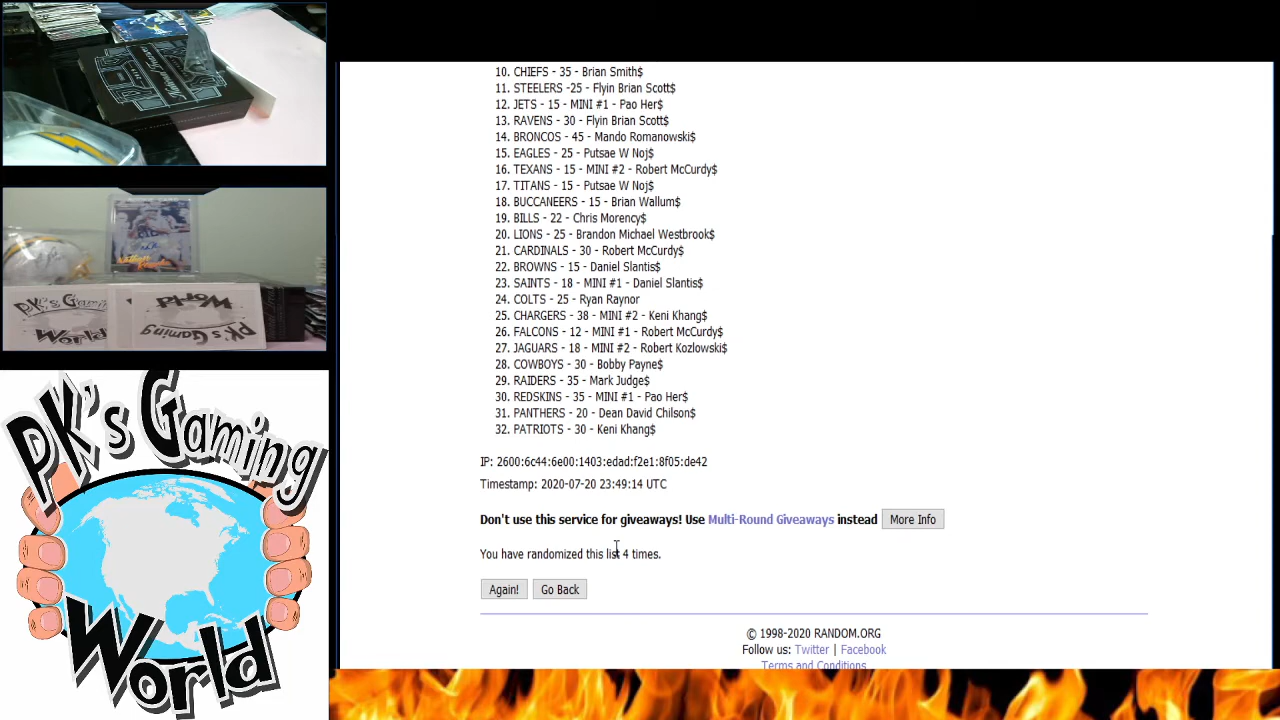 10. CHIEFS - 35 - Brian Smith$
11. STEELERS -25 - Flyin Brian Scott$
12. JETS - 15 - MINI #1 - Pao Her$
13. RAVENS - 30 - Flyin Brian Scott$
14. BRONCOS - 45 - Mando Romanowski$
15. EAGLES - 25 - Putsae W Noj$
16. TEXANS - 15 - MINI #2 - Robert McCurdy$
17. TITANS - 15 - Putsae W Noj$
18. BUCCANEERS - 15 - Brian Wallum$
19. BILLS - 22 - Chris Morency$
20. LIONS - 25 - Brandon Michael Westbrook$
21. CARDINALS - 30 - Robert McCurdy$
22. BROWNS - 15 - Daniel Slantis$
23. SAINTS - 18 - MINI #1 - Daniel Slantis$
24. COLTS - 25 - Ryan Raynor
25. CHARGERS - 38 - MINI #2 - Keni Khang$
26. FALCONS - 12 - MINI #1 - Robert McCurdy$
27. JAGUARS - 18 - MINI #2 - Robert Kozlowski$
28. COWBOYS - 30 - Bobby Payne$
29. RAIDERS - 35 - Mark Judge$
30. REDSKINS - 35 - MINI #1 - Pao Her$
31. PANTHERS - 20 - Dean David Chilson$
32. PATRIOTS - 30 - Keni Khang$
IP: 2600:6c44:6e00:1403:edad:f2e1:8f05:de42
Timestamp: 2020-07-20 23:49:14 UTC
Don't use this service for giveaways! Use Multi-Round Giveaways instead More Info
You have randomized this list 4 times.
Again! Go Back
© 1998-2020 RANDOM.ORG
Follow us: Twitter | Facebook
Terms and Conditions
PK's Gaming
World
PK's Gaming
World
PK's Gaming
World